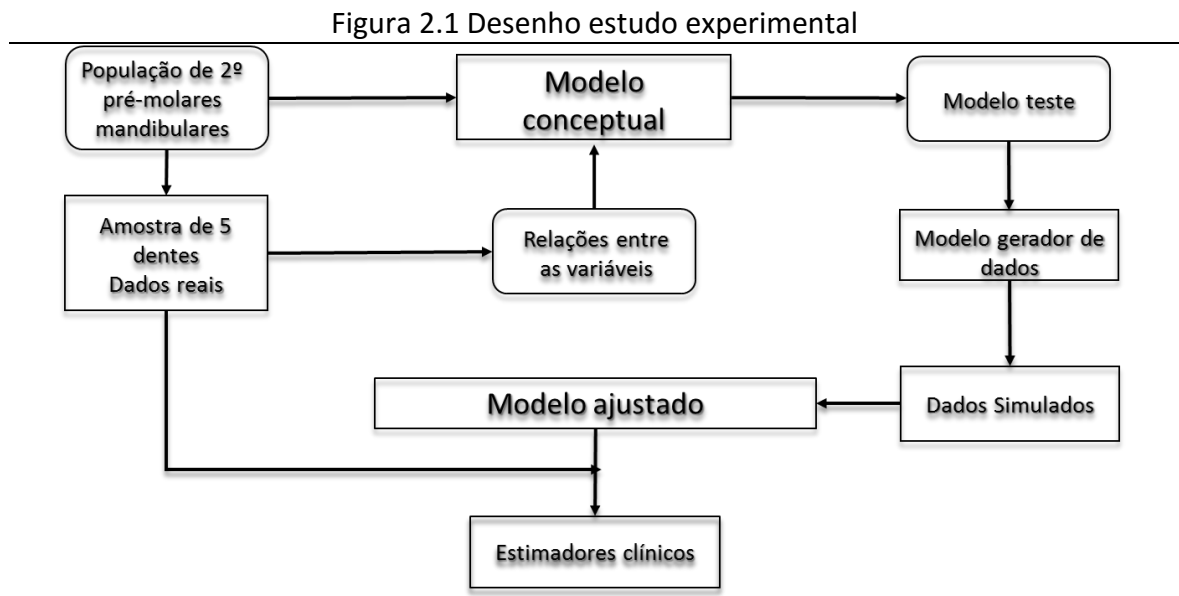 Figura 2.1 Desenho estudo experimental
População de 2º
pré-molares
mandibulares
Modelo
conceptual
Modelo teste
Amostra de 5
dentes
Dados reais
Relações entre
as variáveis
Modelo gerador de
dados
Modelo ajustado
Dados Simulados
Estimadores clínicos